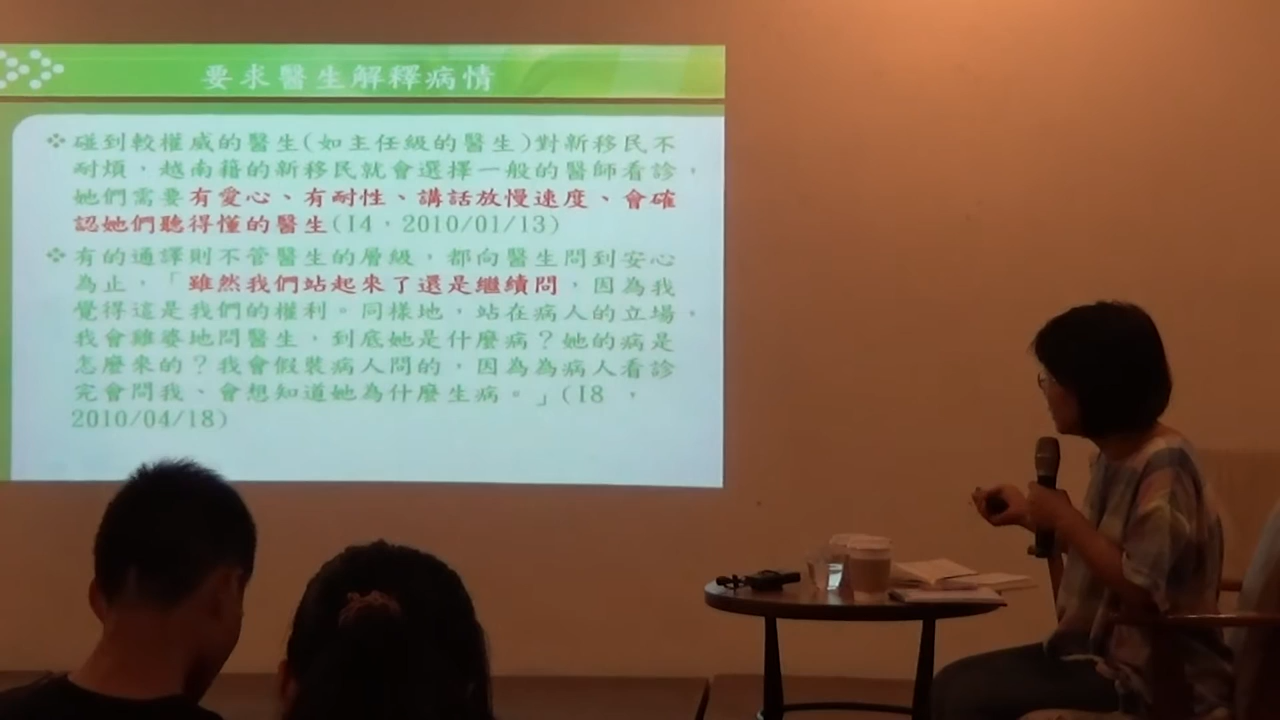 要求醫生解釋病情
碰到較權威的醫生(如主任級的醫生)對新移民不
耐煩，越南籍的新移民就會選擇一般的醫師看診，
她們需要有愛心、有耐性、講話放慢速度、會確
認她們聽得懂的醫生(I4，2010/01/13)
有的通譯則不管醫生的層級，都向醫生問到安心
為止，「雖然我們站起來了還是繼續問，因為我
覺得這是我們的權利。同樣地，站在病人的立場。
我會雞婆地問醫生，到底她是什麼病？她的病是
怎麼來的？我會假裝病人問的，因為為病人看診
完會問我、會想知道她為什麼生病。」(I8 ，
2010/04/18)